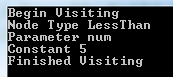 Begin Visiting
Node Type LessThan
Parameter num
Constant 5
Finished Visiting